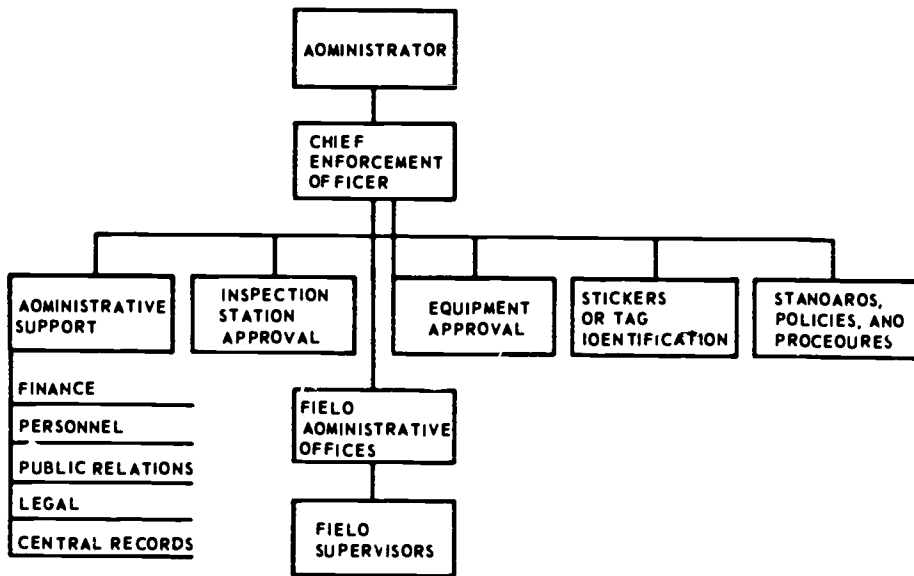 AOMINISTRATOR
CHIEF
ENFORCEMENT
OFFICER
AOMINISTRATIVE
SUPPORT
INSPECTION
STATION
APPROVAL
EQUIPMENT
APPROVAL
STICKERS
OR TAG
IOENTIFICATION
STANOAROS,
POLICIES, ANO
PROCEOURES
FINANCE
PERSONNEL
PUBLIC RELATIONS
LEGAL
CENTRAL RECORDS
FIELO
AOMINISTRATIVE
OFFICES
FIELO
SUPERVISORS